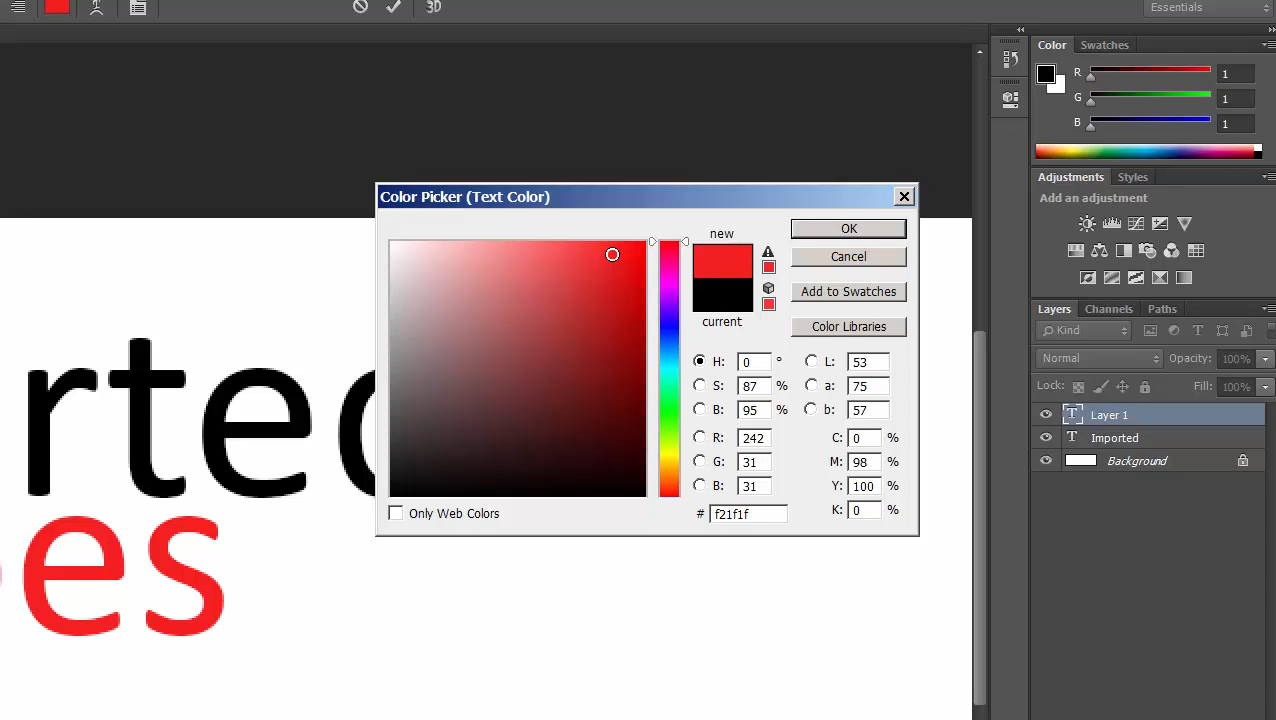 3D
Essentials
Color Swatches
R 1
G 1
B 1
Adjustments Styles
Add an adjustment
Layers Channels Paths
Kind
Normal Opacity: 100%
Lock: Fill: 100%
T Layer 1
T Imported
Background
Color Picker (Text Color)
new
current
OK
Cancel
Add to Swatches
Color Libraries
H: 0 ° L: 53
S: 87 % a: 75
B: 95 % b: 57
R: 242 C: 0 %
G: 31 M: 98 %
B: 31 Y: 100 %
# f21f1f K: 0 %
Only Web Colors
rte
es